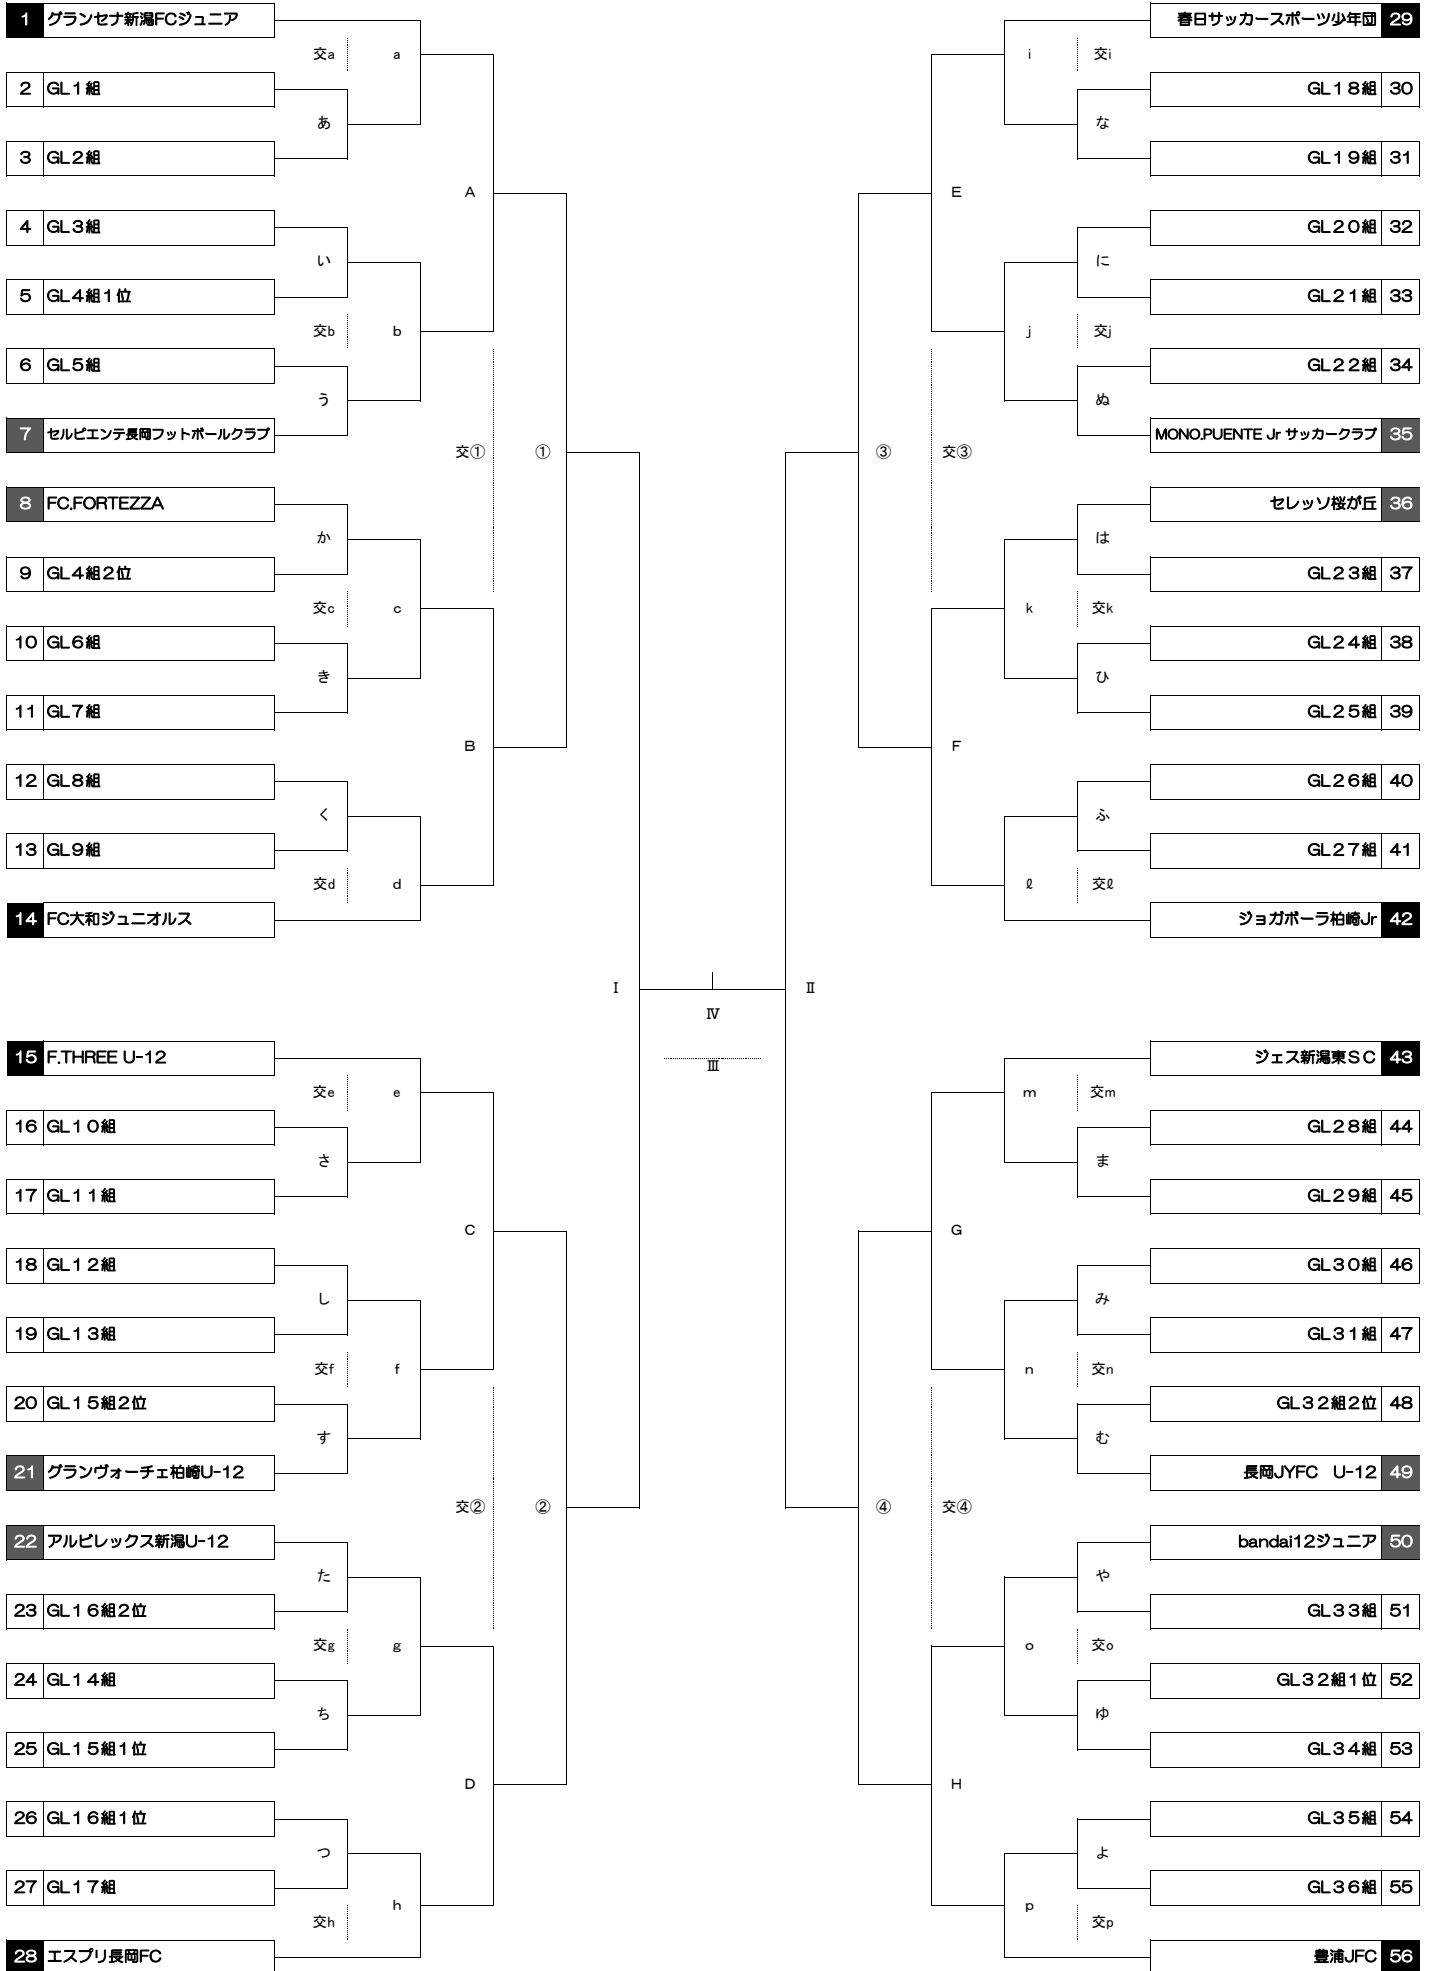 1 グランセナ新潟FCジュニア
交a a
2 GL1組
あ
3 GL2組
A
4 GL3組
い
5 GL4組1位
交b b
6 GL5組
う
7 セルピエンテ長岡フットボールクラブ
交① ①
8 FC.FORTEZZA
か
9 GL4組2位
交c c
10 GL6組
き
11 GL7組
B
12 GL8組
く
13 GL9組
交d d
14 FC大和ジュニオルス
春日サッカースポーツ少年団 29
i 交i
GL18組 30
な
GL19組 31
E
GL20組 32
に
GL21組 33
j 交j
GL22組 34
ぬ
MONO.PUENTE Jr サッカークラブ 35
③ 交③
セレッソ桜が丘 36
は
GL23組 37
k 交k
GL24組 38
ひ
GL25組 39
F
GL26組 40
ふ
GL27組 41
ℓ 交ℓ
ジョガボーラ柏崎Jr 42
Ⅰ Ⅱ
Ⅳ
Ⅲ
15 F.THREE U-12
交e e
16 GL10組
さ
17 GL11組
C
18 GL12組
し
19 GL13組
交f f
20 GL15組2位
す
21 グランヴォーチェ柏崎U-12
交② ②
22 アルビレックス新潟U-12
た
23 GL16組2位
交g g
24 GL14組
ち
25 GL15組1位
D
26 GL16組1位
つ
27 GL17組
交h h
28 エスプリ長岡FC
ジェス新潟東SC 43
m 交m
GL28組 44
ま
GL29組 45
G
GL30組 46
み
GL31組 47
n 交n
GL32組2位 48
む
長岡JYFC U-12 49
④ 交④
bandai12ジュニア 50
や
GL33組 51
o 交o
GL32組1位 52
ゆ
GL34組 53
H
GL35組 54
よ
GL36組 55
p 交p
豊浦JFC 56